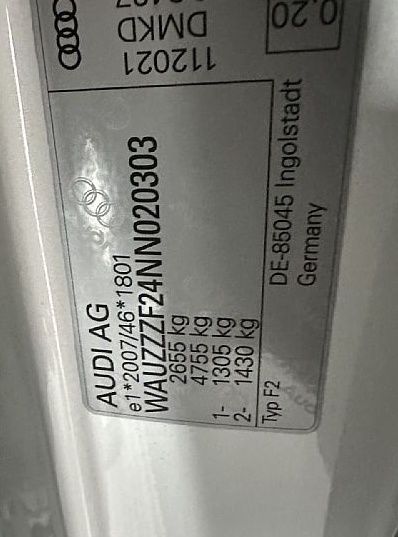 AUDI AG
e1*2007/46*1801
WAUZZZF24NN020303
2655 kg
4755 kg
1- 1305 kg
2- 1430 kg
Typ F2
DE-85045 Ingolstadt
Germany
112021
DMKD
0.20